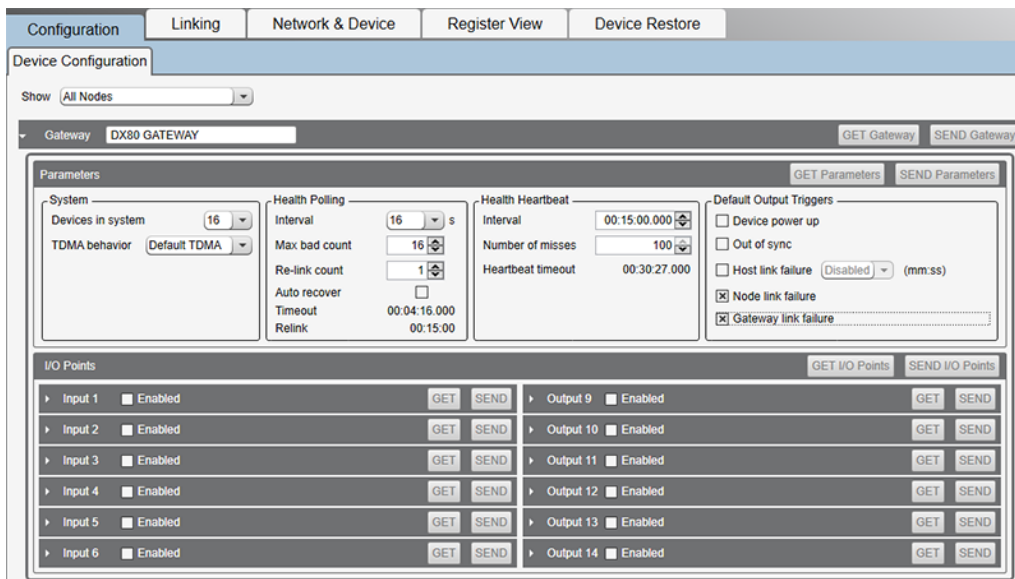 Configuration
Linking
Network & Device
Register View
Device Restore
Device Configuration
Show All Nodes
Gateway DX80 GATEWAY GET Gateway SEND Gateway
Parameters GET Parameters SEND Parameters
System
Devices in system 16
TDMA behavior Default TDMA
Health Polling
Interval 16 s
Max bad count 16
Re-link count 1
Auto recover
Timeout 00:04:16.000
Relink 00:15:00
Health Heartbeat
Interval 00:15:00.000
Number of misses 100
Heartbeat timeout 00:30:27.000
Default Output Triggers
Device power up
Out of sync
Host link failure Disabled (mm:ss)
Node link failure
Gateway link failure
I/O Points GET I/O Points SEND I/O Points
Input 1 Enabled GET SEND
Output 9 Enabled GET SEND
Input 2 Enabled GET SEND
Output 10 Enabled GET SEND
Input 3 Enabled GET SEND
Output 11 Enabled GET SEND
Input 4 Enabled GET SEND
Output 12 Enabled GET SEND
Input 5 Enabled GET SEND
Output 13 Enabled GET SEND
Input 6 Enabled GET SEND
Output 14 Enabled GET SEND